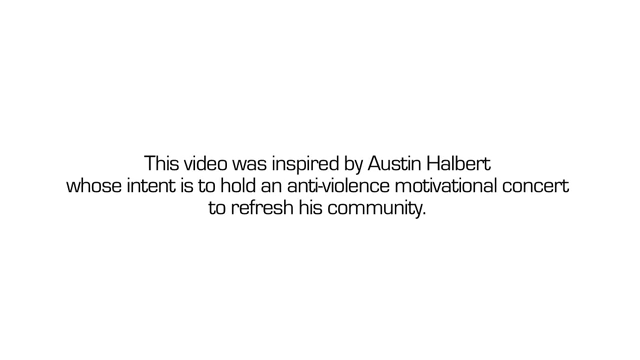 This video was inspired by Austin Halbert
whose intent is to hold an anti-violence motivational concert
to refresh his community.